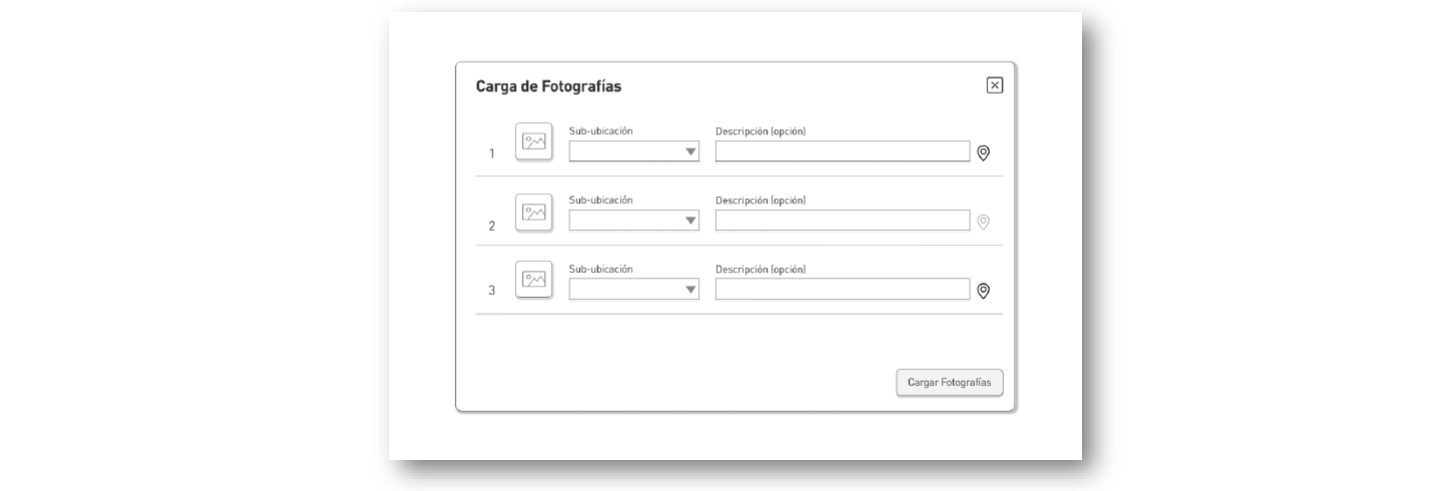 Carga de Fotografías
Sub-ubicación Descripción (opción)
1
Sub-ubicación Descripción (opción)
2
Sub-ubicación Descripción (opción)
3
Cargar Fotografías